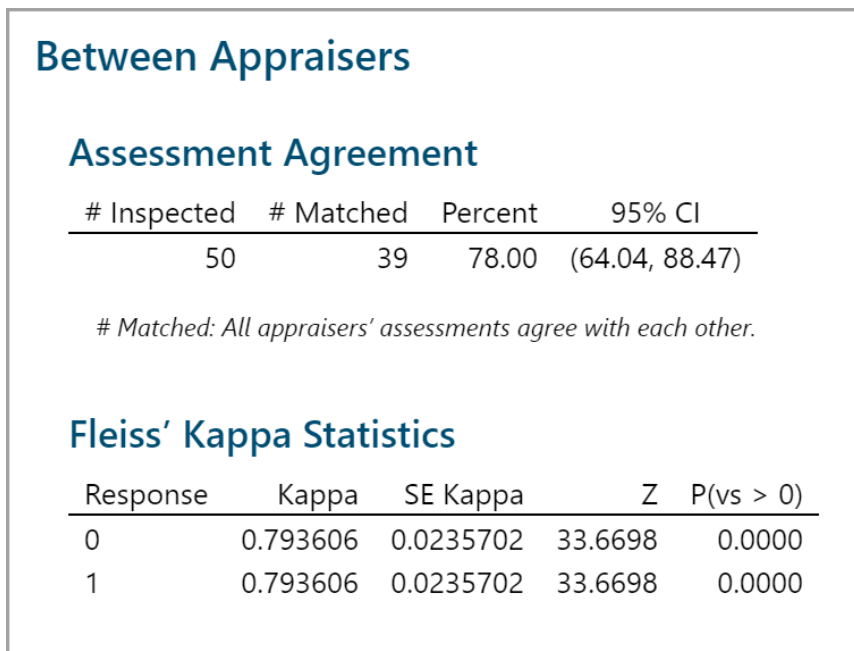 Between Appraisers
Assessment Agreement
# Inspected # Matched Percent 95% CI
50 39 78.00 (64.04, 88.47)
# Matched: All appraisers’ assessments agree with each other.
Fleiss’ Kappa Statistics
Response Kappa SE Kappa Z P(vs > 0)
0 0.793606 0.0235702 33.6698 0.0000
1 0.793606 0.0235702 33.6698 0.0000